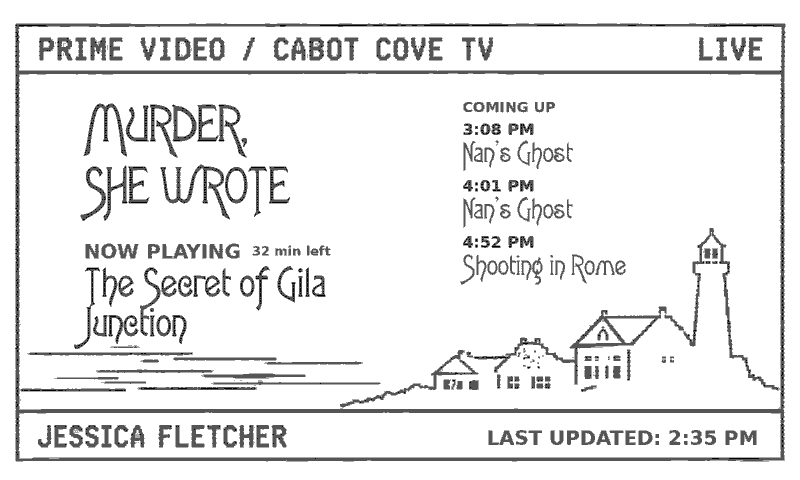 PRIME VIDEO / CABOT COVE TV
LIVE
MURDER,
SHE WROTE
NOW PLAYING 32 min left
The Secret of Gila
Junction
COMING UP
3:08 PM
Nan's Ghost
4:01 PM
Nan's Ghost
4:52 PM
Shooting in Rome
JESSICA FLETCHER
LAST UPDATED: 2:35 PM